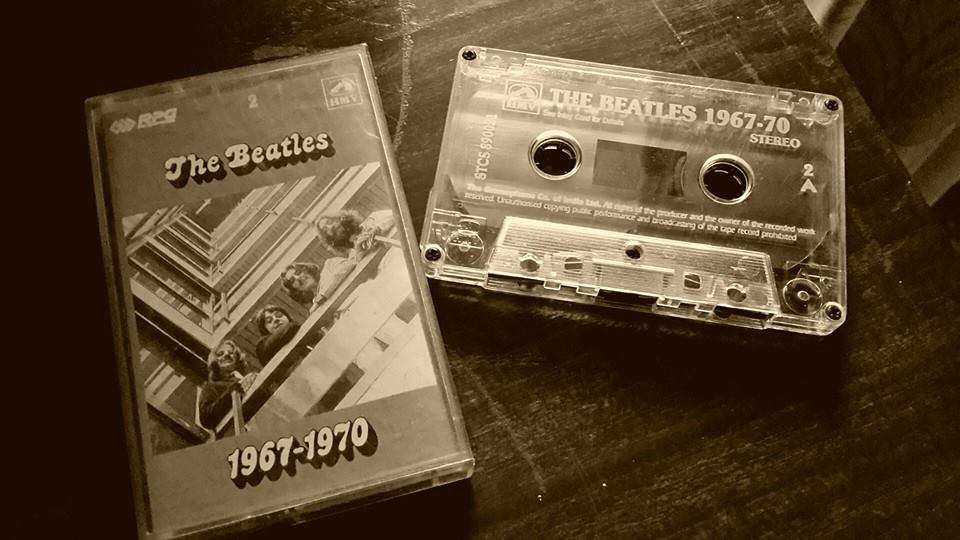 RPG
2
HMV
The Beatles
1967-1970
HMV
THE BEATLES 1967-70
See Inlay Card for Details
STEREO
2
A
The Gramophone Co. of India Ltd. All rights of the producer and the owner of the recorded work
reserved. Unauthorised copying public performance and broadcasting of the tape record prohibited